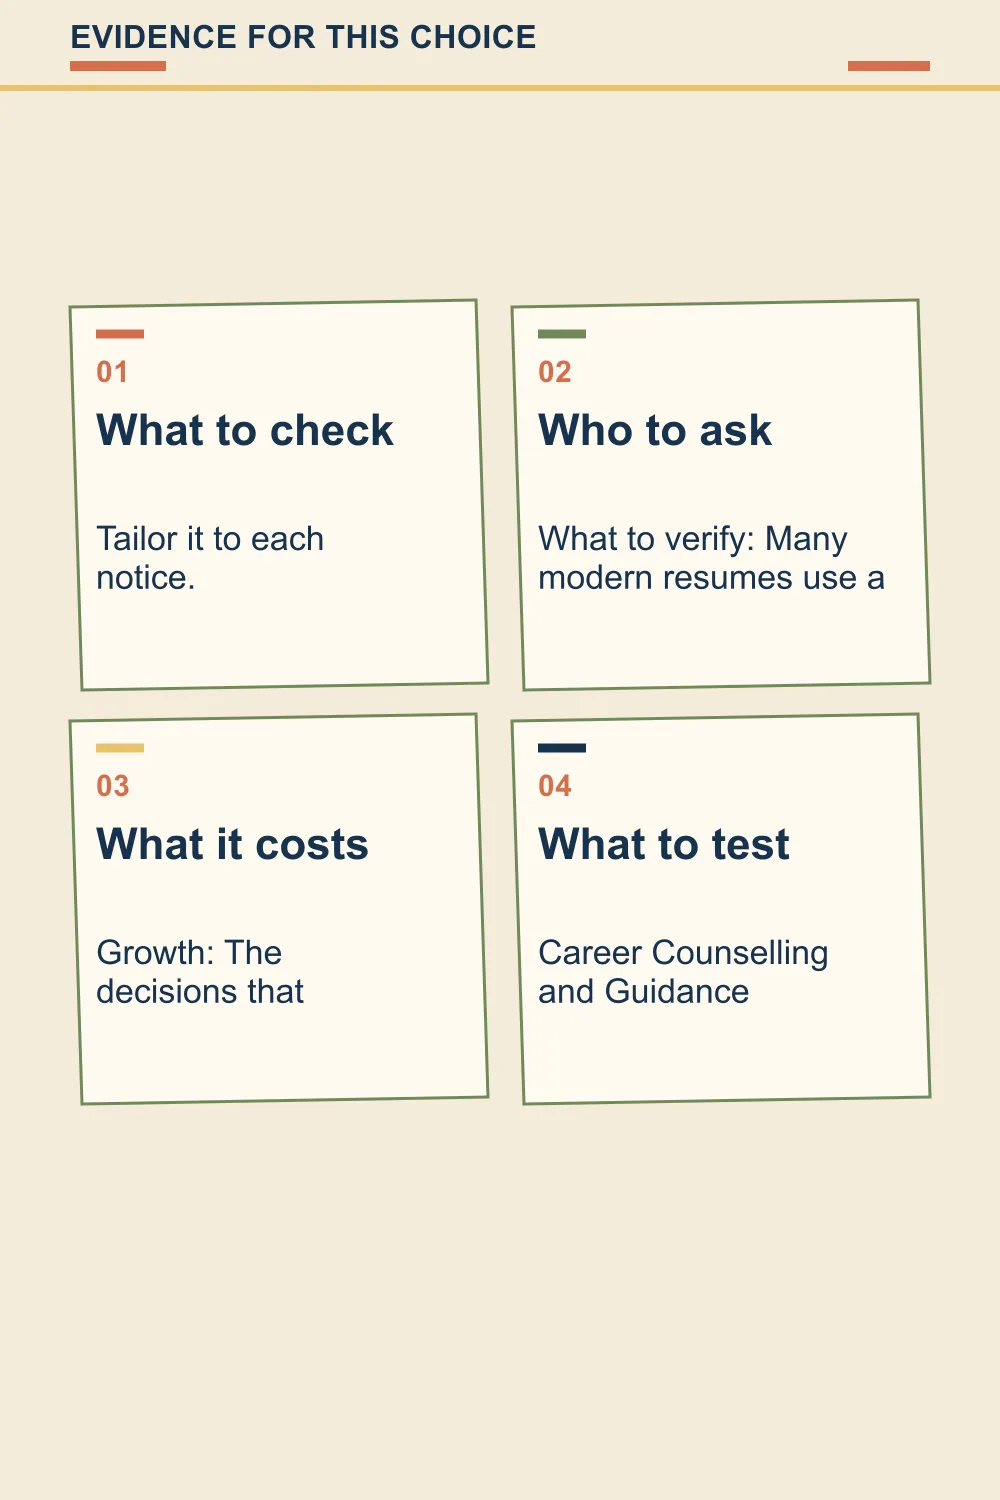 EVIDENCE FOR THIS CHOICE
01
What to check
Tailor it to each
notice.
02
Who to ask
What to verify: Many
modern resumes use a
03
What it costs
Growth: The
decisions that
04
What to test
Career Counselling
and Guidance